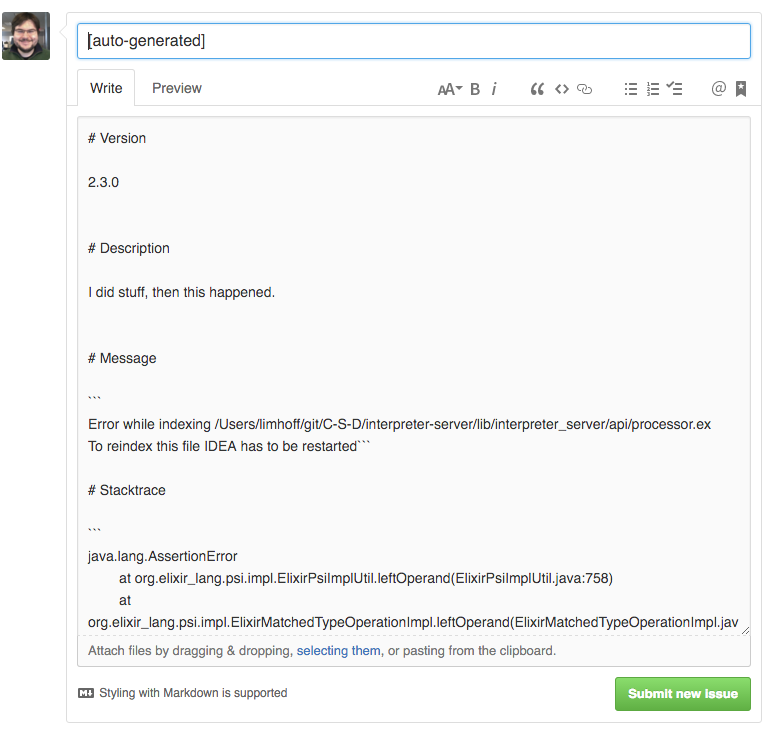 [auto-generated]
Write Preview AA B i
# Version
2.3.0
# Description
I did stuff, then this happened.
# Message
```
Error while indexing /Users/limhoff/git/C-S-D/interpreter-server/lib/interpreter_server/api/processor.ex
To reindex this file IDEA has to be restarted```
# Stacktrace
```
java.lang.AssertionError
at org.elixir_lang.psi.impl.ElixirPsiImplUtil.leftOperand(ElixirPsiImplUtil.java:758)
at
org.elixir_lang.psi.impl.ElixirMatchedTypeOperationImpl.leftOperand(ElixirMatchedTypeOperationImpl.jav
Attach files by dragging & dropping, selecting them, or pasting from the clipboard.
Styling with Markdown is supported
Submit new issue